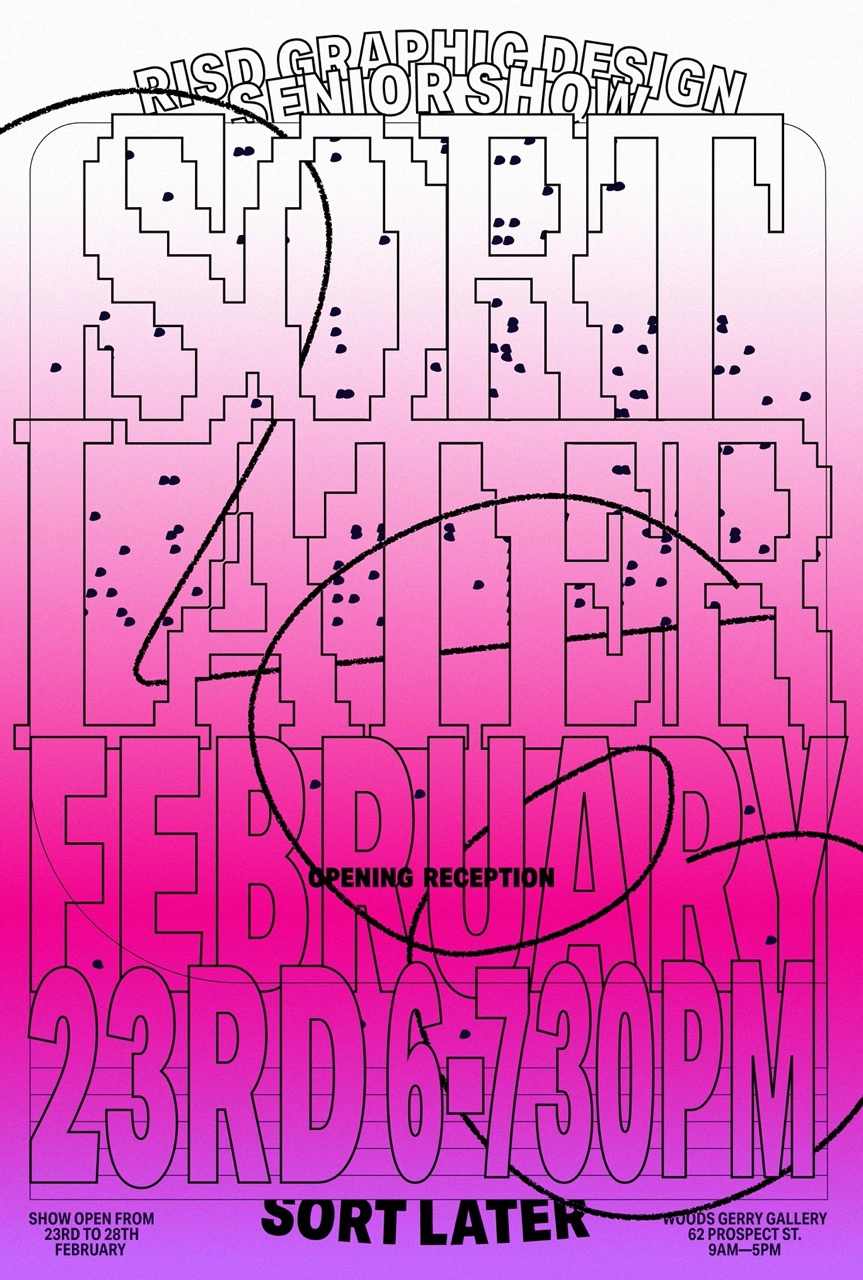 RISD GRAPHIC DESIGN
SENIOR SHOW
SORT
LATER
FEBRUARY
OPENING RECEPTION
23RD 6-730PM
SORT LATER
SHOW OPEN FROM
23RD TO 28TH
FEBRUARY
WOODS GERRY GALLERY
62 PROSPECT ST.
9AM—5PM